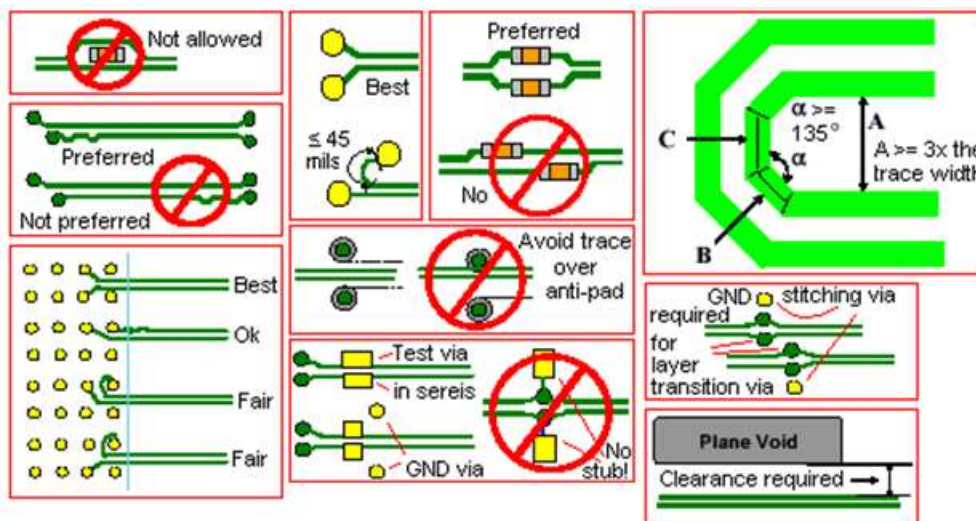 Not allowed
Preferred
Not preferred
Best
Ok
Fair
Fair
Best
≤ 45
mils
Preferred
No
Avoid trace
over
anti-pad
Test via
in sereis
GND via
No
stub!
C
α >=
135°
α
A
A >= 3x the
trace width
B
GND
stitching via
required
for
layer
transition via
Plane Void
Clearance required